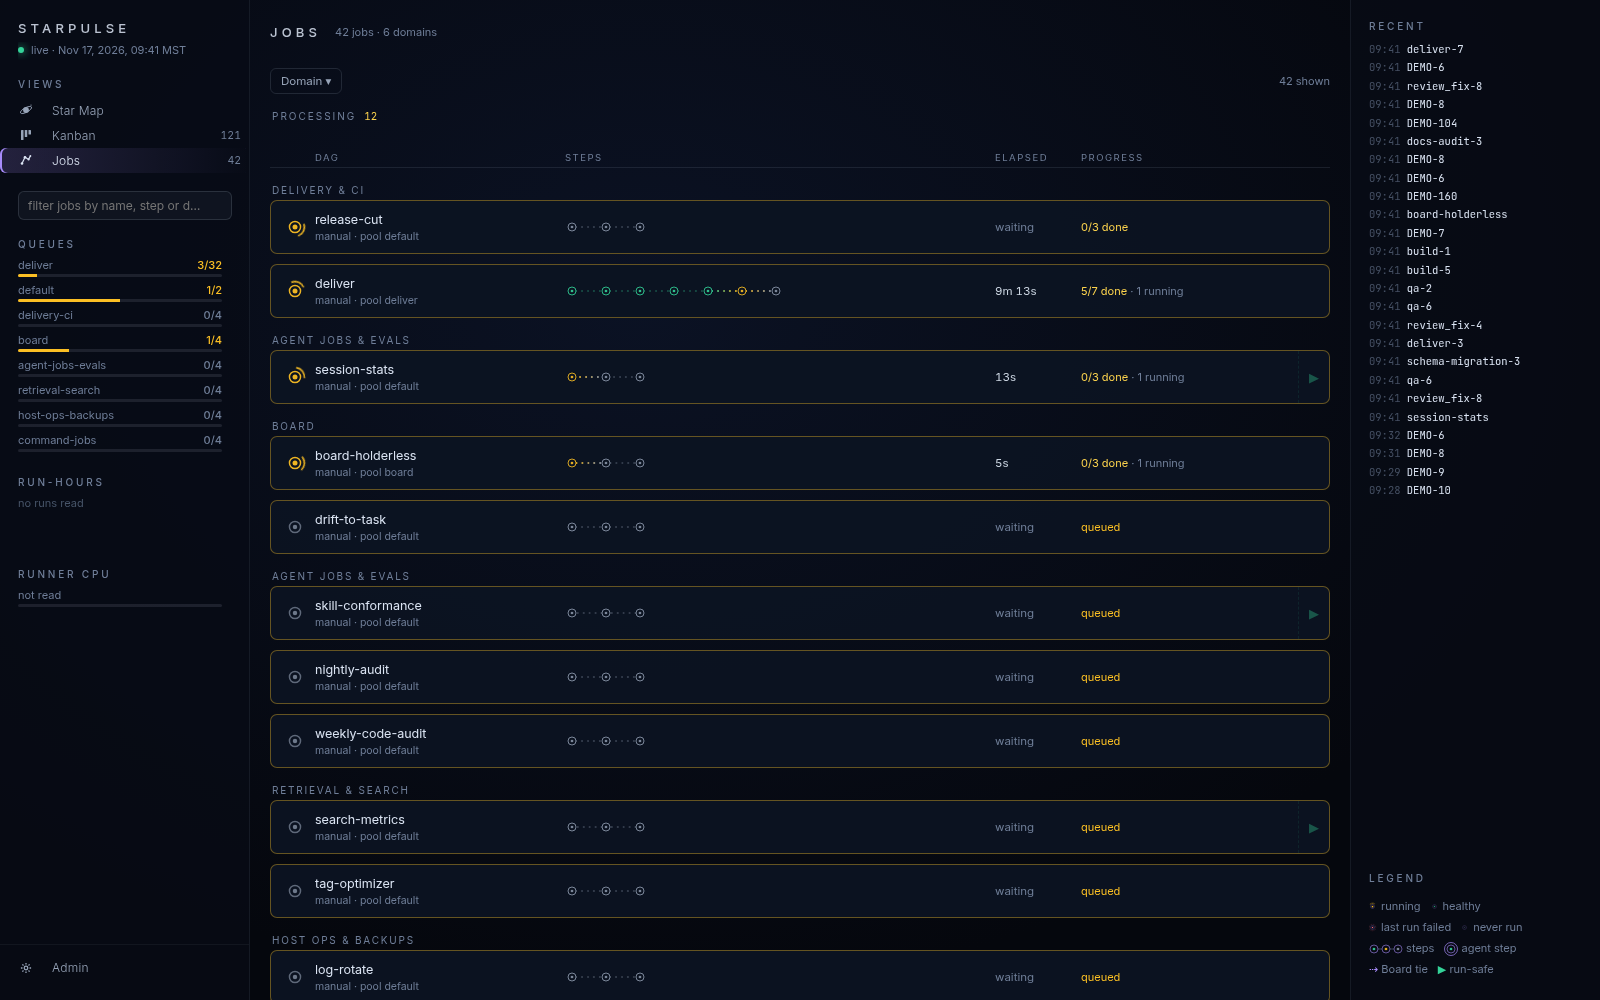 STARPULSE
live · Nov 17, 2026, 09:41 MST
VIEWS
Star Map
Kanban 121
Jobs 42
filter jobs by name, step or d...
QUEUES
deliver 3/32
default 1/2
delivery-ci 0/4
board 1/4
agent-jobs-evals 0/4
retrieval-search 0/4
host-ops-backups 0/4
command-jobs 0/4
RUN-HOURS
no runs read
RUNNER CPU
not read
Admin
JOBS 42 jobs · 6 domains
Domain ▾ 42 shown
PROCESSING 12
DAG STEPS ELAPSED PROGRESS
DELIVERY & CI
release-cut
manual · pool default
waiting 0/3 done
deliver
manual · pool deliver
9m 13s 5/7 done · 1 running
AGENT JOBS & EVALS
session-stats
manual · pool default
13s 0/3 done · 1 running
BOARD
board-holderless
manual · pool board
5s 0/3 done · 1 running
drift-to-task
manual · pool default
waiting queued
AGENT JOBS & EVALS
skill-conformance
manual · pool default
waiting queued
nightly-audit
manual · pool default
waiting queued
weekly-code-audit
manual · pool default
waiting queued
RETRIEVAL & SEARCH
search-metrics
manual · pool default
waiting queued
tag-optimizer
manual · pool default
waiting queued
HOST OPS & BACKUPS
log-rotate
manual · pool default
waiting queued
RECENT
09:41 deliver-7
09:41 DEMO-6
09:41 review_fix-8
09:41 DEMO-8
09:41 DEMO-104
09:41 docs-audit-3
09:41 DEMO-8
09:41 DEMO-6
09:41 DEMO-160
09:41 board-holderless
09:41 DEMO-7
09:41 build-1
09:41 build-5
09:41 qa-2
09:41 qa-6
09:41 review_fix-4
09:41 deliver-3
09:41 schema-migration-3
09:41 qa-6
09:41 review_fix-8
09:41 session-stats
09:32 DEMO-6
09:31 DEMO-8
09:29 DEMO-9
09:28 DEMO-10
LEGEND
running healthy
last run failed never run
steps agent step
Board tie run-safe